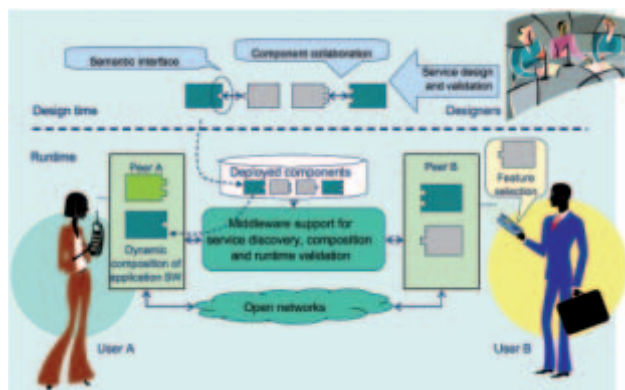 Component collaboration
Semantic interface
Service design
and validation
Design time
Designers
Runtime
Peer A
Deployed components
Peer B
Feature
selection
Middleware support for
service discovery, composition
and runtime validation
Dynamic
composition of
application SW
Open networks
User A
User B